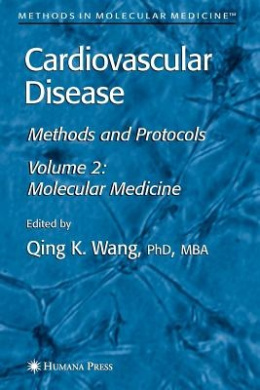 METHODS IN MOLECULAR MEDICINE™
Cardiovascular
Disease
Methods and Protocols
Volume 2:
Molecular Medicine
Edited by
Qing K. Wang, PhD, MBA
HUMANA PRESS